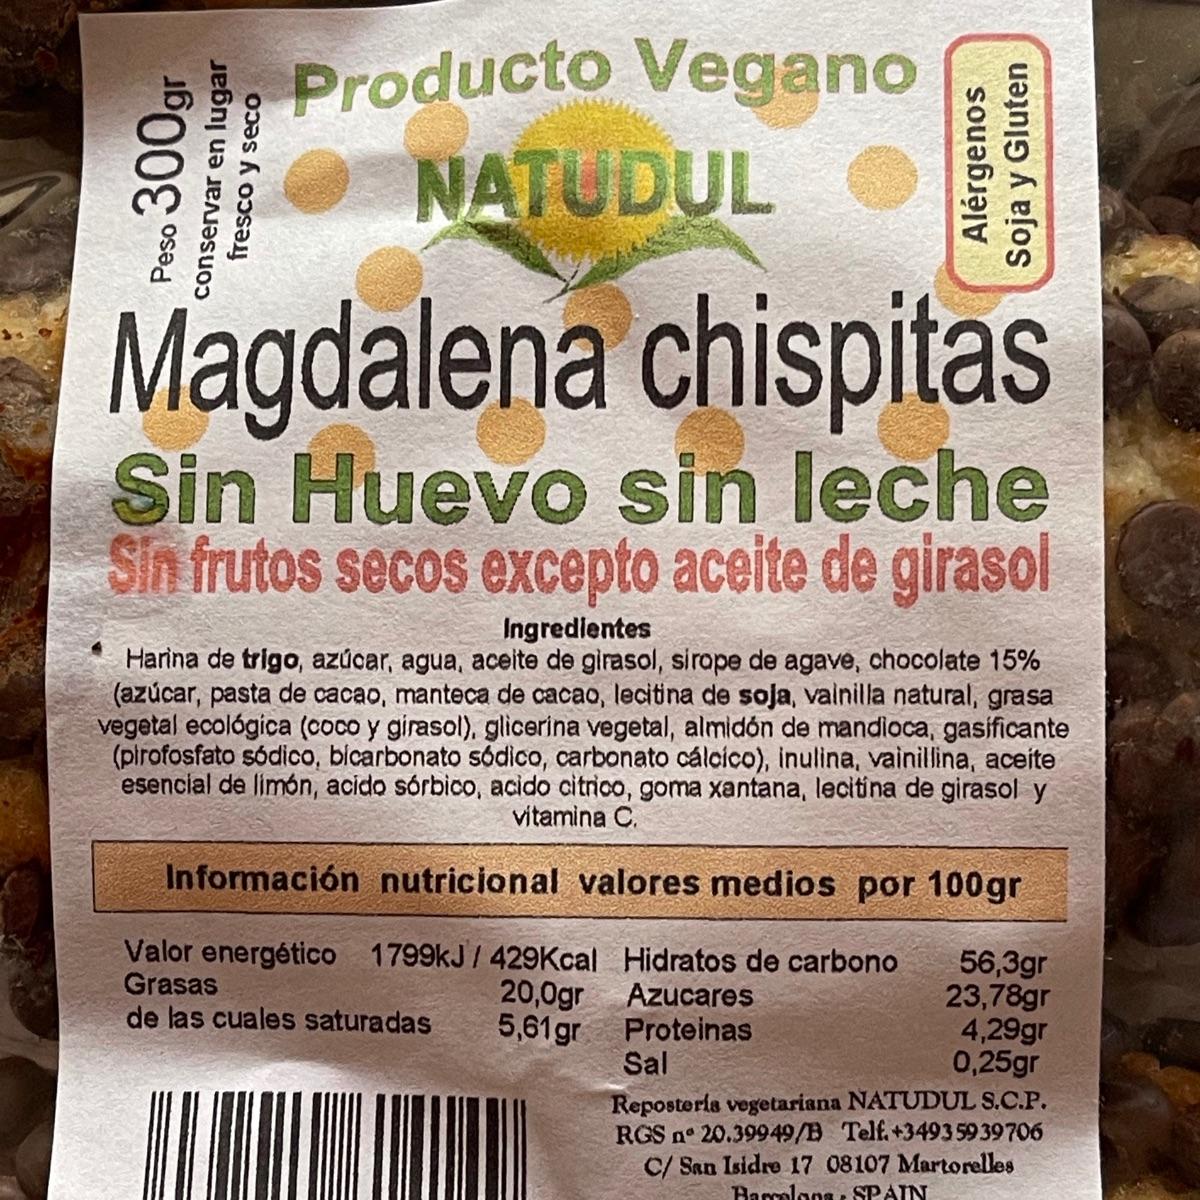 Producto Vegano
Peso 300gr
conservar en lugar
fresco y seco
NATUDUL
Alérgenos
Soja y Gluten
Magdalena chispitas
Sin Huevo sin leche
Sin frutos secos excepto aceite de girasol
Ingredientes
Harina de trigo, azúcar, agua, aceite de girasol, sirope de agave, chocolate 15%
(azúcar, pasta de cacao, manteca de cacao, lecitina de soja, vainilla natural, grasa
vegetal ecológica (coco y girasol), glicerina vegetal, almidón de mandioca, gasificante
(pirofosfato sódico, bicarbonato sódico, carbonato cálcico), inulina, vainillina, aceite
esencial de limón, acido sórbico, acido citrico, goma xantana, lecitina de girasol y
vitamina C.
Información nutricional valores medios por 100gr
Valor energético 1799kJ / 429Kcal Hidratos de carbono 56,3gr
Grasas 20,0gr Azucares 23,78gr
de las cuales saturadas 5,61gr Proteinas 4,29gr
Sal 0,25gr
Repostería vegetariana NATUDUL S.C.P.
RGS nº 20.39949/B Telf.+34935939706
C/ San Isidre 17 08107 Martorelles
Barcelona - SPAIN